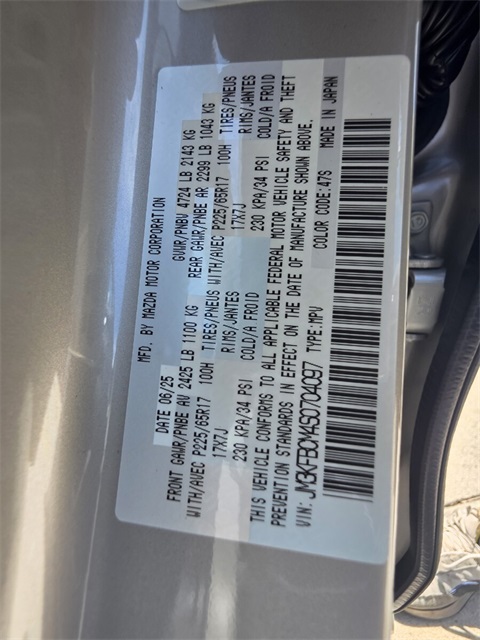 MFD. BY MAZDA MOTOR CORPORATION
DATE 06/25 GVWR/PNBV 4724 LB 2143 KG
FRONT GAWR/PNBE AV 2425 LB 1100 KG REAR GAWR/PNBE AR 2299 LB 1043 KG
WITH/AVEC P225/65R17 100H TIRES/PNEUS WITH/AVEC P225/65R17 100H TIRES/PNEUS
17X7J RIMS/JANTES 17X7J RIMS/JANTES
230 KPA/34 PSI COLD/A FROID 230 KPA/34 PSI COLD/A FROID
THIS VEHICLE CONFORMS TO ALL APPLICABLE FEDERAL MOTOR VEHICLE SAFETY AND THEFT
PREVENTION STANDARDS IN EFFECT ON THE DATE OF MANUFACTURE SHOWN ABOVE.
VIN: JM3KFBCM4S0704097 TYPE:MPV COLOR CODE:47S MADE IN JAPAN